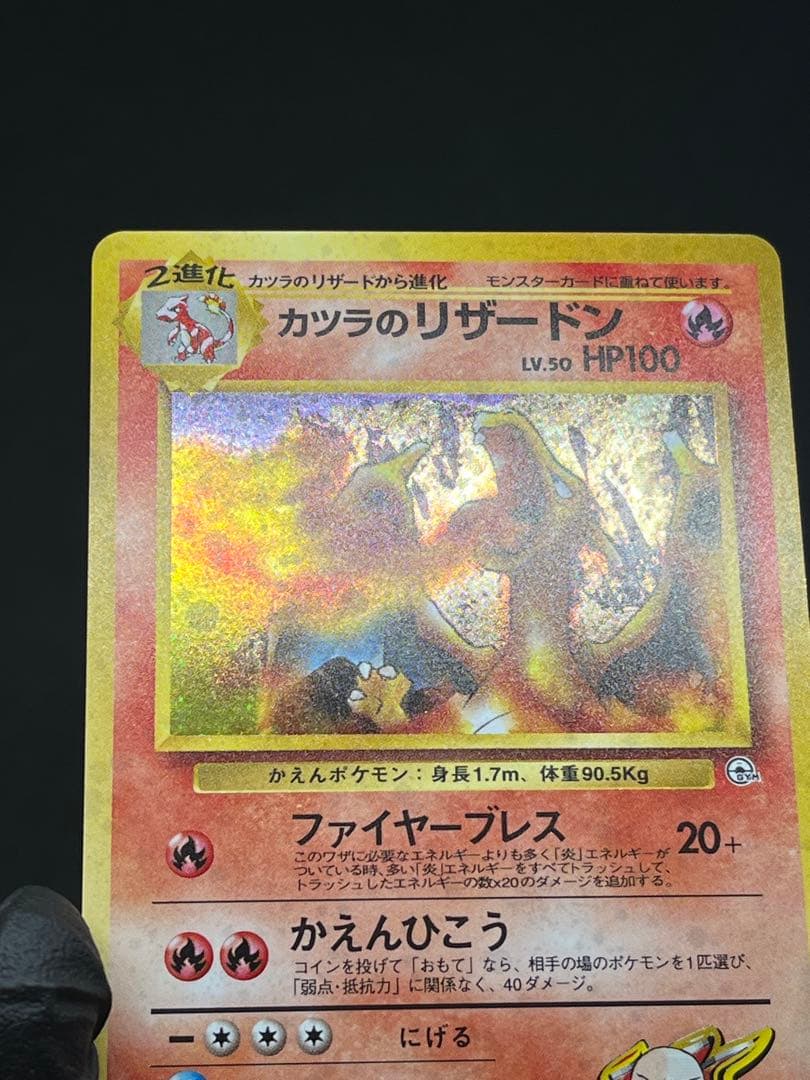 2進化 カツラのリザードから進化 モンスターカードに重ねて使います。
カツラのリザードン
LV.50 HP100
かえんポケモン：身長1.7m、体重90.5Kg
GYM
ファイヤーブレス 20+
このワザに必要なエネルギーよりも多く「炎」エネルギーが
ついている時、多い「炎」エネルギーをすべてトラッシュして、
トラッシュしたエネルギーの数×20のダメージを追加する。
かえんひこう
コインを投げて「おもて」なら、相手の場のポケモンを1匹選び、
「弱点・抵抗力」に関係なく、40ダメージ。
ー にげる